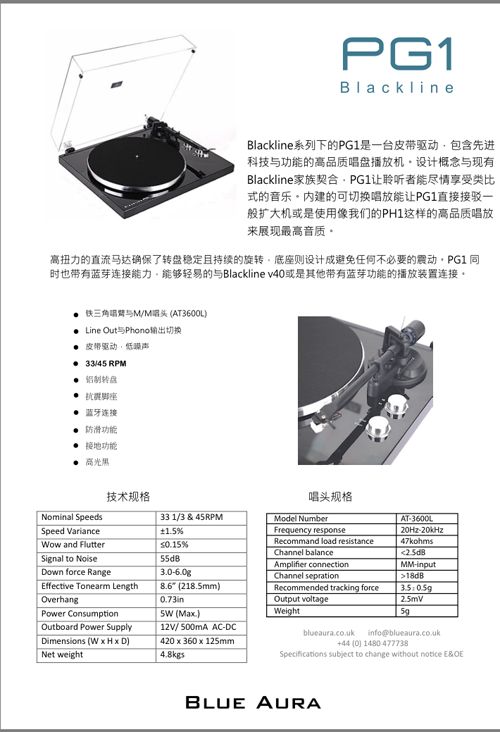 PG1
Blackline
Blackline系列下的PG1是一台皮带驱动，包含先进
科技与功能的高品质唱盘播放机。设计概念与现有
Blackline家族契合，PG1让聆听者能尽情享受类比
式的音乐。内建的可切换唱放能让PG1直接接驳一
般扩大机或是使用像我们的PH1这样的高品质唱放
来展现最高音质。
高扭力的直流马达确保了转盘稳定且持续的旋转，底座则设计成避免任何不必要的震动。PG1 同
时也带有蓝芽连接能力，能够轻易的与Blackline v40或是其他带有蓝芽功能的播放装置连接。
● 铁三角唱臂与M/M唱头 (AT3600L)
● Line Out与Phono输出切换
● 皮带驱动，低噪声
● 33/45 RPM
● 铝制转盘
● 抗震脚座
● 蓝牙连接
● 防滑功能
● 接地功能
● 高光黑
技术规格
Nominal Speeds 33 1/3 & 45RPM
Speed Variance ±1.5%
Wow and Flutter ≤0.15%
Signal to Noise 55dB
Down force Range 3.0-6.0g
Effective Tonearm Length 8.6” (218.5mm)
Overhang 0.73in
Power Consumption 5W (Max.)
Outboard Power Supply 12V/ 500mA AC-DC
Dimensions (W x H x D) 420 x 360 x 125mm
Net weight 4.8kgs
唱头规格
Model Number AT-3600L
Frequency response 20Hz-20kHz
Recommand load resistance 47kohms
Channel balance <2.5dB
Amplifier connection MM-input
Channel sepration >18dB
Recommended tracking force 3.5±0.5g
Output voltage 2.5mV
Weight 5g
blueaura.co.uk info@blueaura.co.uk
+44 (0) 1480 477738
Specifications subject to change without notice E&OE
BLUE AURA